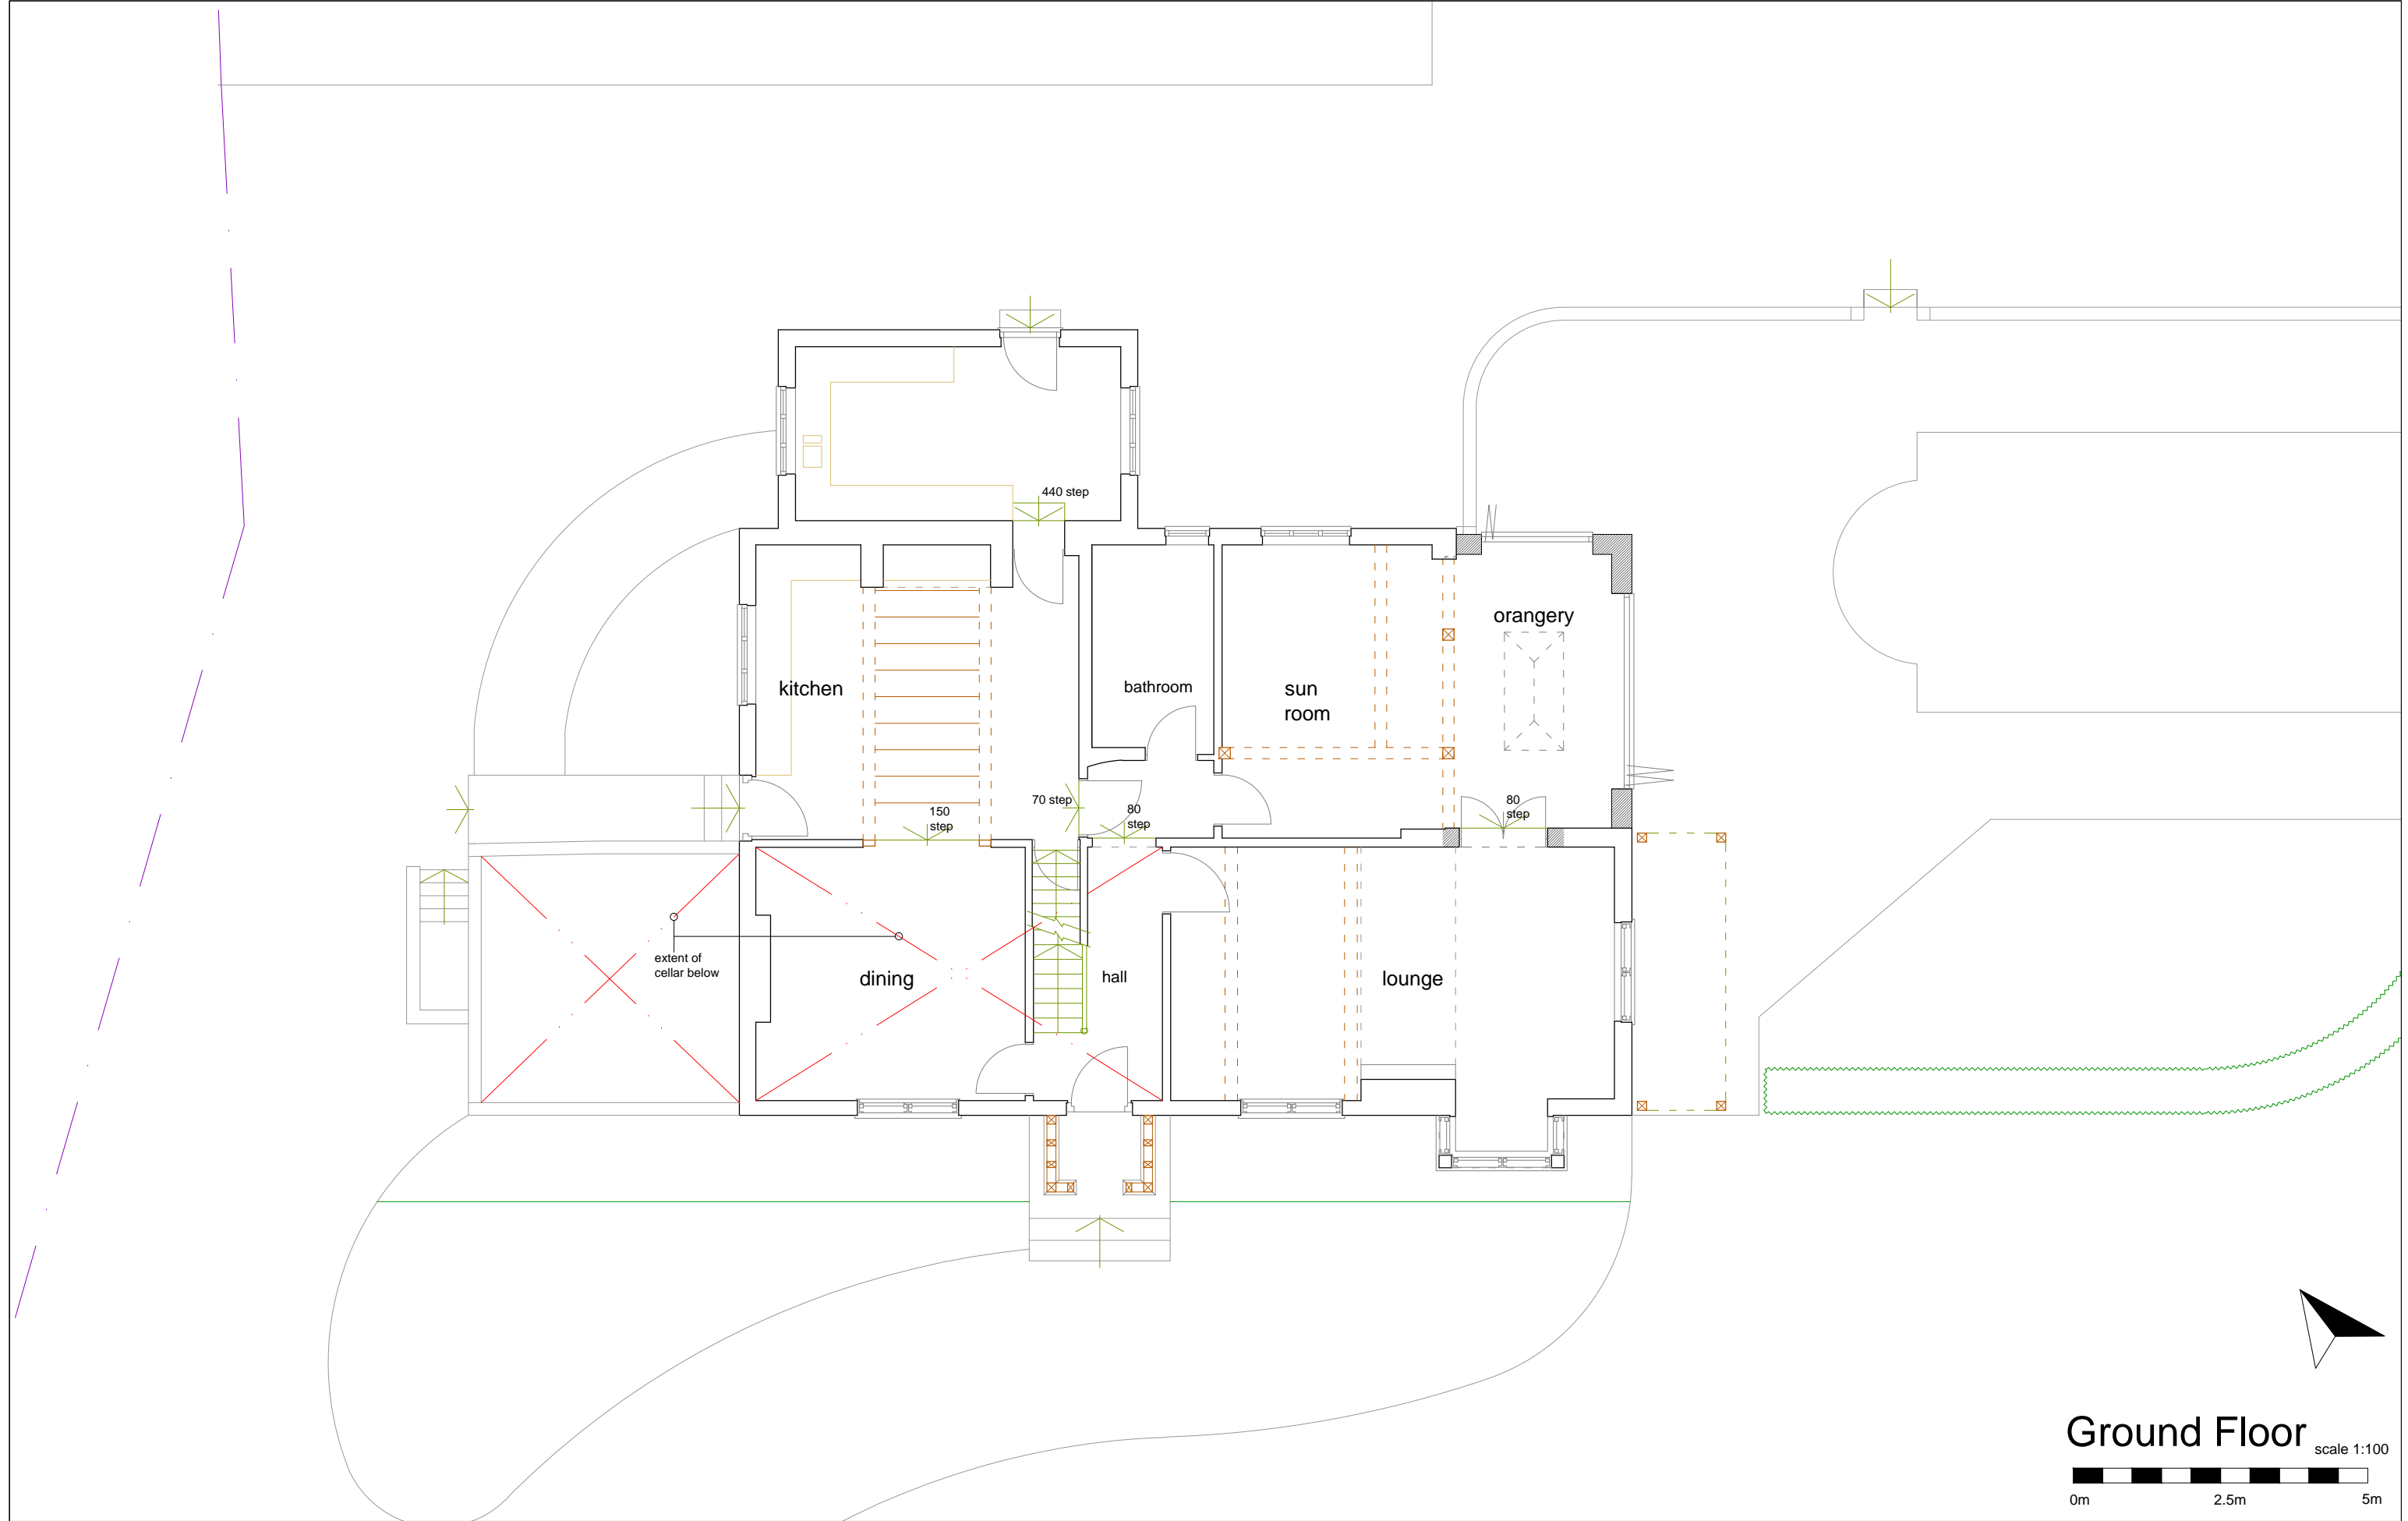 440 step
orangery
kitchen
bathroom
sun
room
70 step
150
step
80
step
80
step
extent of
cellar below
dining
hall
lounge
Ground Floor
scale 1:100
0m
2.5m
5m